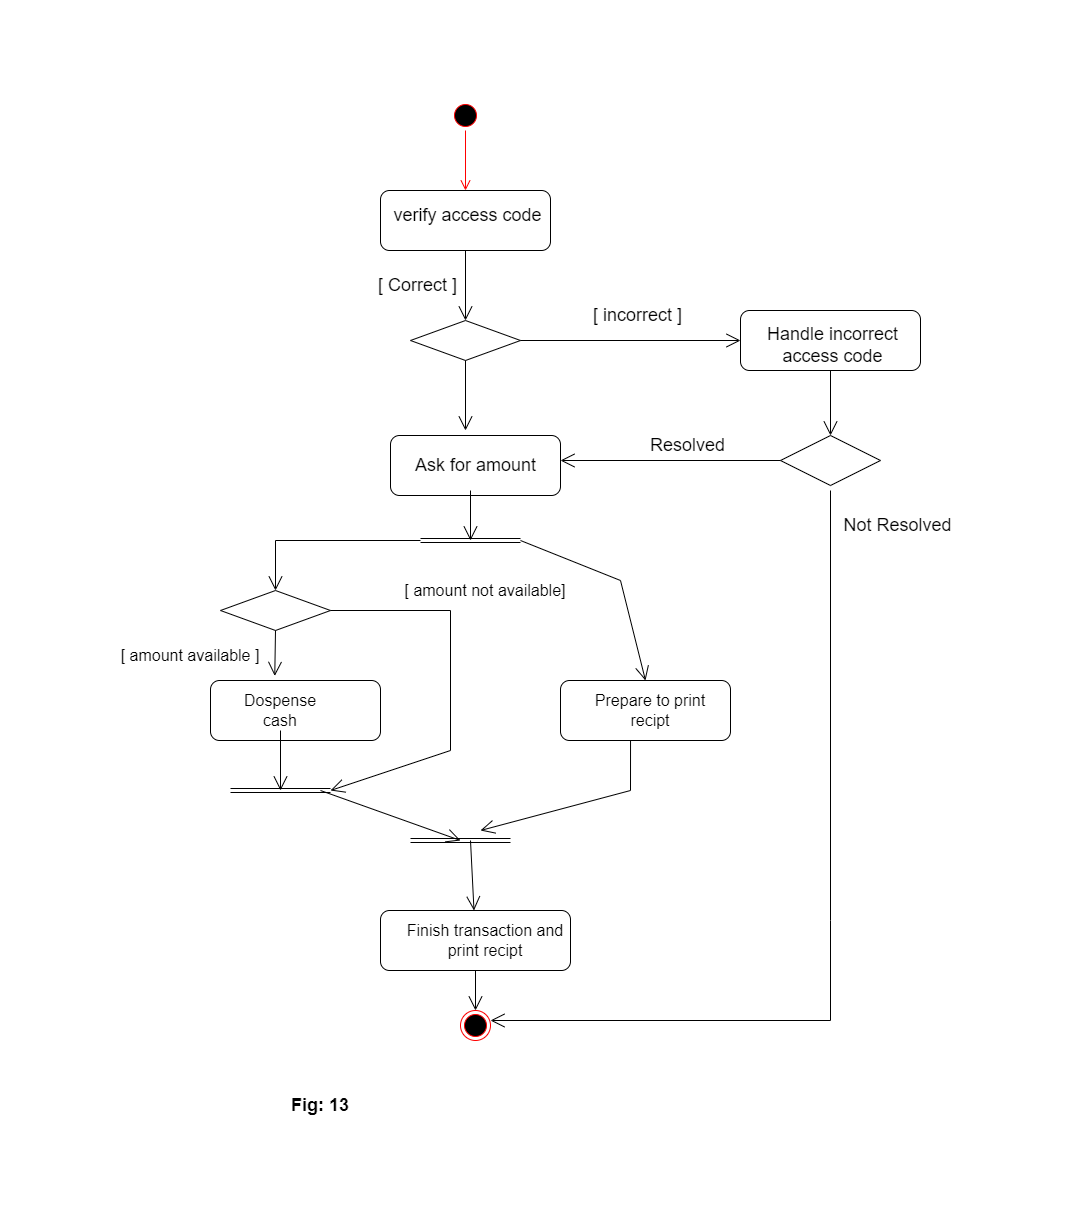 verify access code
[ Correct ]
[ incorrect ]
Handle incorrect
access code
Ask for amount
Resolved
Not Resolved
[ amount not available]
[ amount available ]
Dospense
cash
Prepare to print
recipt
Finish transaction and
print recipt
Fig: 13